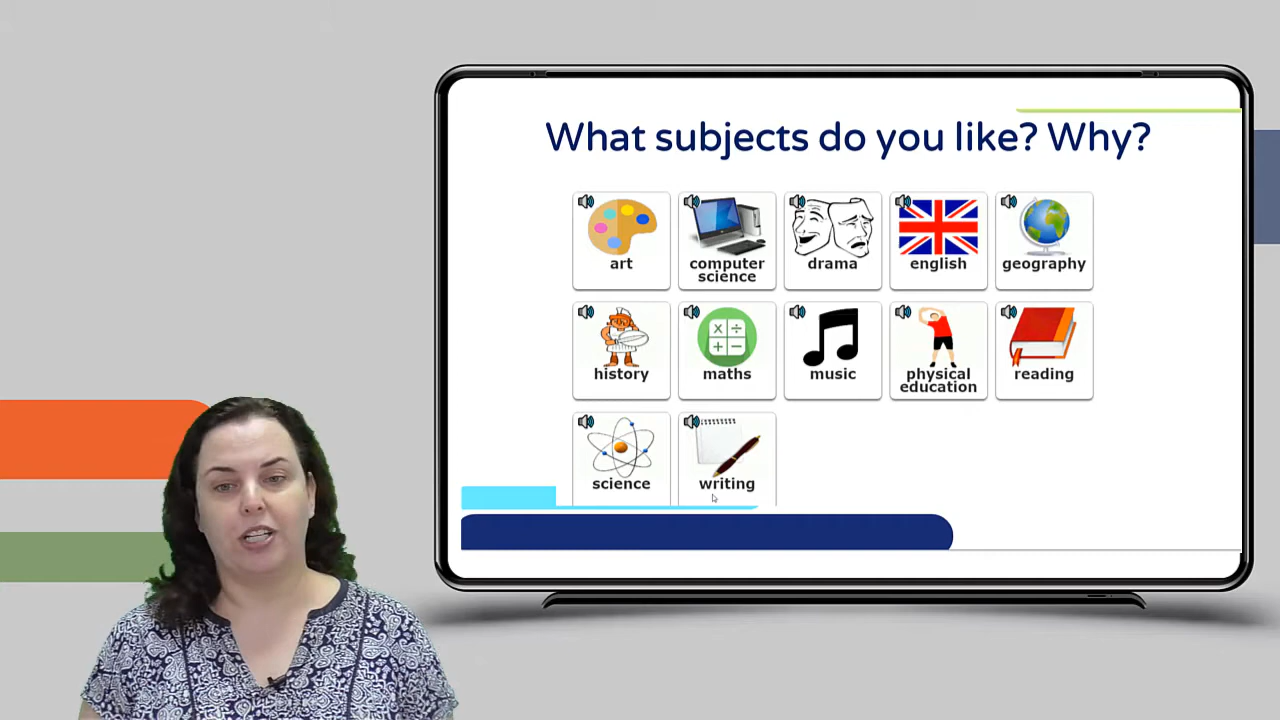 What subjects do you like? Why?
art
computer
science
drama
english
geography
history
maths
music
physical
education
reading
science
writing